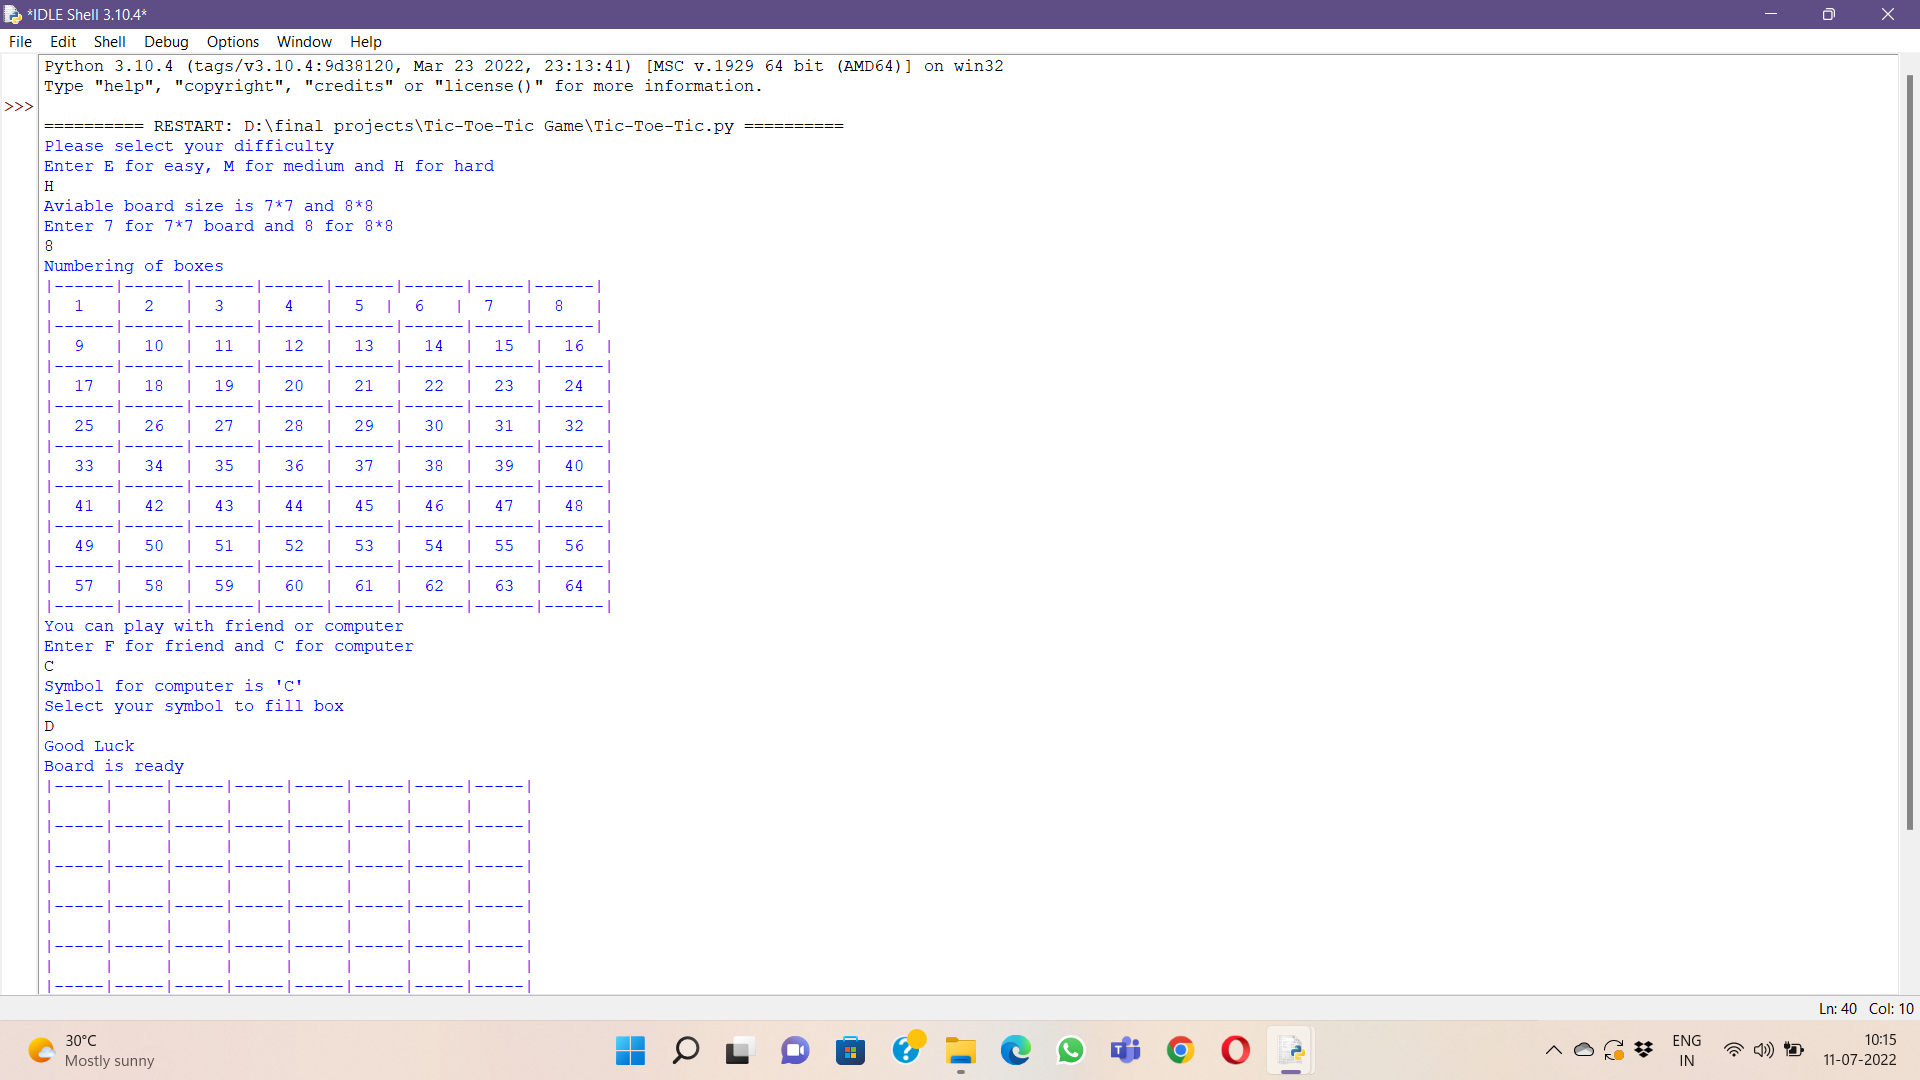 *IDLE Shell 3.10.4*
File Edit Shell Debug Options Window Help
Python 3.10.4 (tags/v3.10.4:9d38120, Mar 23 2022, 23:13:41) [MSC v.1929 64 bit (AMD64)] on win32
Type "help", "copyright", "credits" or "license()" for more information.
>>>
========== RESTART: D:\final projects\Tic-Toe-Tic Game\Tic-Toe-Tic.py ==========
Please select your difficulty
Enter E for easy, M for medium and H for hard
H
Aviable board size is 7*7 and 8*8
Enter 7 for 7*7 board and 8 for 8*8
8
Numbering of boxes
|------|------|------|------|------|------|-----|------|
|  1   |  2   |  3   |  4   |  5  |  6   |  7   |  8   |
|------|------|------|------|------|------|-----|------|
|  9   |  10  |  11  |  12  |  13  |  14  |  15  |  16  |
|------|------|------|------|------|------|------|------|
|  17  |  18  |  19  |  20  |  21  |  22  |  23  |  24  |
|------|------|------|------|------|------|------|------|
|  25  |  26  |  27  |  28  |  29  |  30  |  31  |  32  |
|------|------|------|------|------|------|------|------|
|  33  |  34  |  35  |  36  |  37  |  38  |  39  |  40  |
|------|------|------|------|------|------|------|------|
|  41  |  42  |  43  |  44  |  45  |  46  |  47  |  48  |
|------|------|------|------|------|------|------|------|
|  49  |  50  |  51  |  52  |  53  |  54  |  55  |  56  |
|------|------|------|------|------|------|------|------|
|  57  |  58  |  59  |  60  |  61  |  62  |  63  |  64  |
|------|------|------|------|------|------|------|------|
You can play with friend or computer
Enter F for friend and C for computer
C
Symbol for computer is 'C'
Select your symbol to fill box
D
Good Luck
Board is ready
|-----|-----|-----|-----|-----|-----|-----|-----|
|     |     |     |     |     |     |     |     |
|-----|-----|-----|-----|-----|-----|-----|-----|
|     |     |     |     |     |     |     |     |
|-----|-----|-----|-----|-----|-----|-----|-----|
|     |     |     |     |     |     |     |     |
|-----|-----|-----|-----|-----|-----|-----|-----|
|     |     |     |     |     |     |     |     |
|-----|-----|-----|-----|-----|-----|-----|-----|
|     |     |     |     |     |     |     |     |
|-----|-----|-----|-----|-----|-----|-----|-----|
Ln: 40 Col: 10
30°C
Mostly sunny
ENG
IN
10:15
11-07-2022